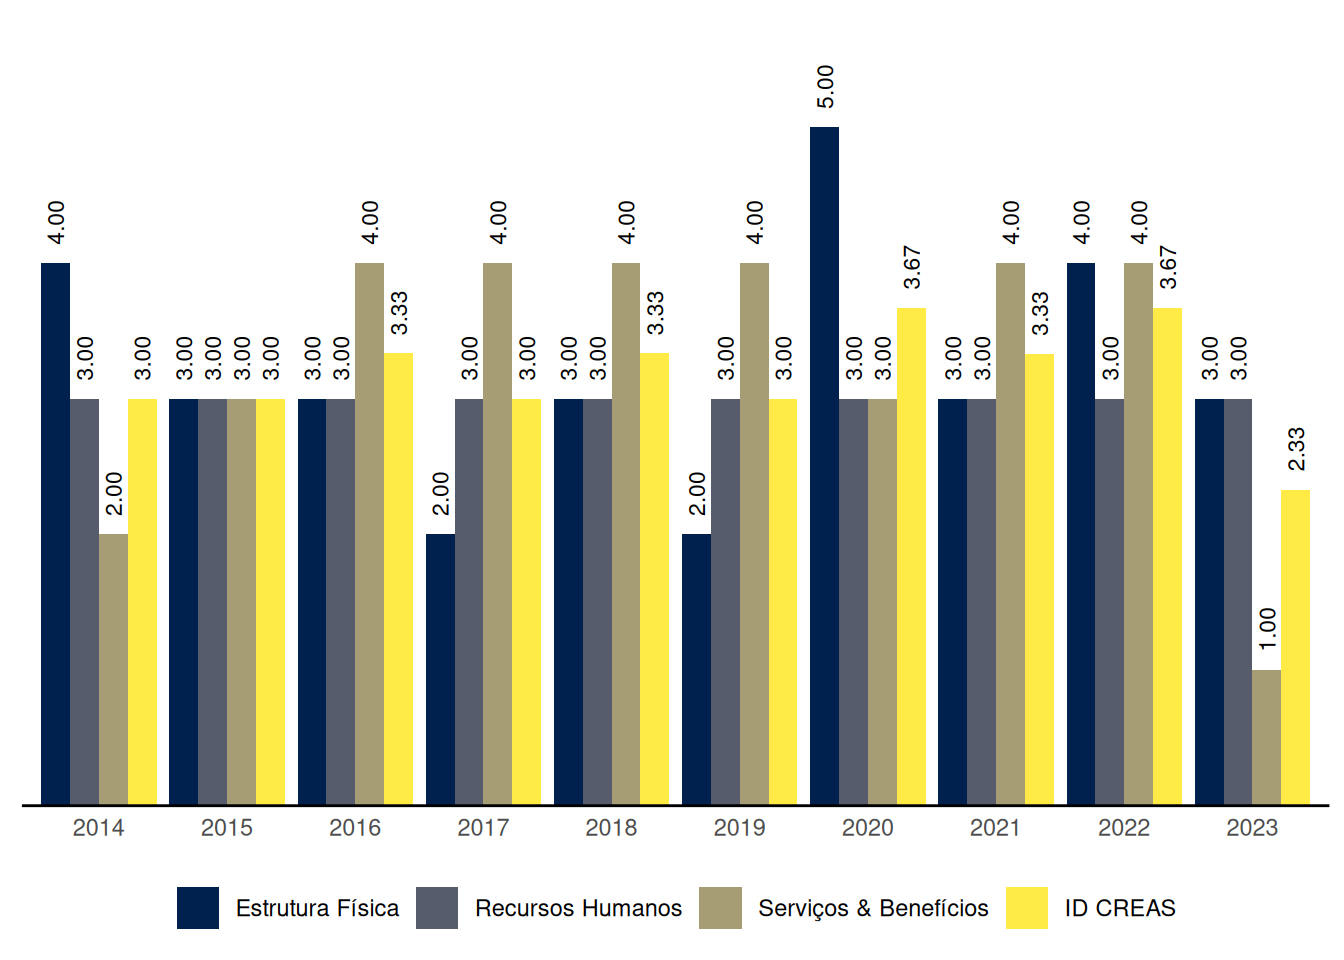 5.00
4.00 4.00 4.00 4.00 4.00 4.00 4.00 4.00
3.67 3.67
3.33 3.33 3.33
3.00 3.00 3.00 3.00 3.00 3.00 3.00 3.00 3.00 3.00 3.00 3.00 3.00 3.00 3.00 3.00 3.00 3.00 3.00 3.00 3.00
2.33
2.00 2.00 2.00
1.00
2014 2015 2016 2017 2018 2019 2020 2021 2022 2023
Estrutura Física Recursos Humanos Serviços & Benefícios ID CREAS